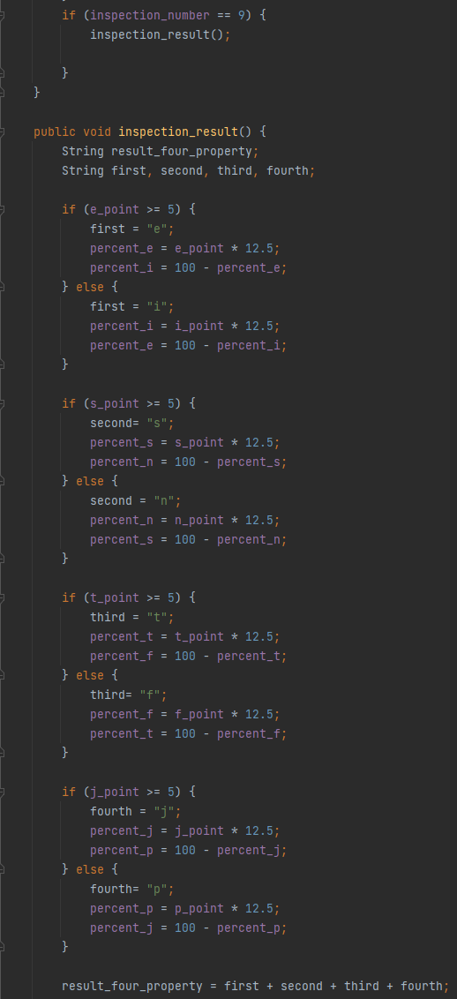 if (inspection_number == 9) {
inspection_result();
}
}
public void inspection_result() {
String result_four_property;
String first, second, third, fourth;
if (e_point >= 5) {
first = "e";
percent_e = e_point * 12.5;
percent_i = 100 - percent_e;
} else {
first = "i";
percent_i = i_point * 12.5;
percent_e = 100 - percent_i;
}
if (s_point >= 5) {
second= "s";
percent_s = s_point * 12.5;
percent_n = 100 - percent_s;
} else {
second = "n";
percent_n = n_point * 12.5;
percent_s = 100 - percent_n;
}
if (t_point >= 5) {
third = "t";
percent_t = t_point * 12.5;
percent_f = 100 - percent_t;
} else {
third= "f";
percent_f = f_point * 12.5;
percent_t = 100 - percent_f;
}
if (j_point >= 5) {
fourth = "j";
percent_j = j_point * 12.5;
percent_p = 100 - percent_j;
} else {
fourth= "p";
percent_p = p_point * 12.5;
percent_j = 100 - percent_p;
}
result_four_property = first + second + third + fourth;